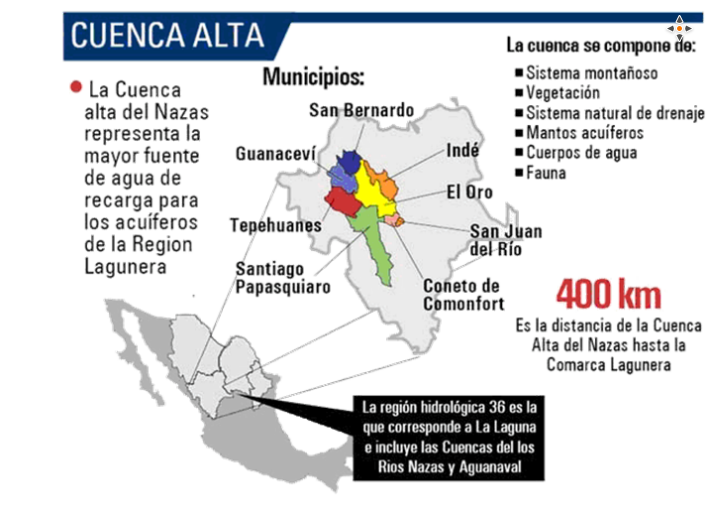 CUENCA ALTA
La Cuenca
alta del Nazas
representa la
mayor fuente
de agua de
recarga para
los acuíferos
de la Region
Lagunera
Municipios:
San Bernardo
Guanaceví
Indé
El Oro
Tepehuanes
San Juan
del Río
Santiago
Papasquiaro
Coneto de
Comonfort
La cuenca se compone de:
Sistema montañoso
Vegetación
Sistema natural de drenaje
Mantos acuíferos
Cuerpos de agua
Fauna
400 km
Es la distancia de la Cuenca
Alta del Nazas hasta la
Comarca Lagunera
La región hidrológica 36 es la
que corresponde a La Laguna
e incluye las Cuencas del los
Rios Nazas y Aguanaval